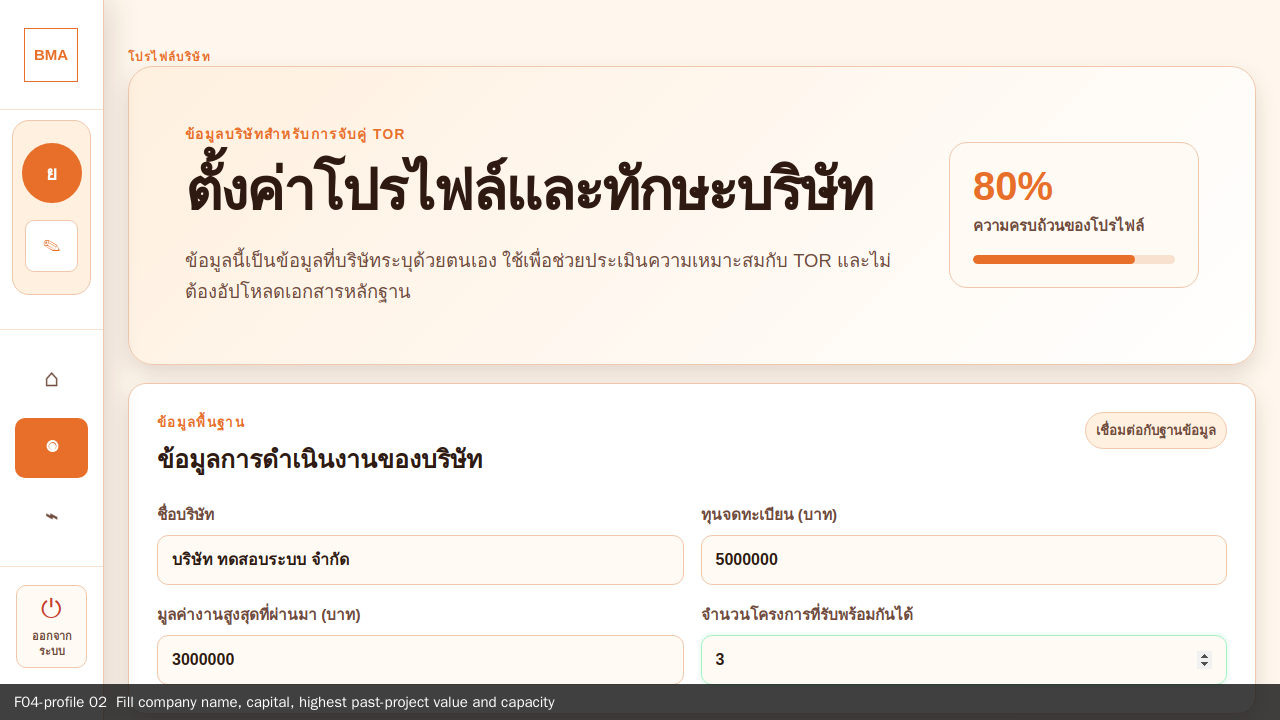 BMA
ย
ออกจาก
ระบบ
โปรไฟล์บริษัท
ข้อมูลบริษัทสำหรับการจับคู่ TOR
ตั้งค่าโปรไฟล์และทักษะบริษัท
ข้อมูลนี้เป็นข้อมูลที่บริษัทระบุด้วยตนเอง ใช้เพื่อช่วยประเมินความเหมาะสมกับ TOR และไม่
ต้องอัปโหลดเอกสารหลักฐาน
80%
ความครบถ้วนของโปรไฟล์
ข้อมูลพื้นฐาน
ข้อมูลการดำเนินงานของบริษัท
เชื่อมต่อกับฐานข้อมูล
ชื่อบริษัท
บริษัท ทดสอบระบบ จำกัด
ทุนจดทะเบียน (บาท)
5000000
มูลค่างานสูงสุดที่ผ่านมา (บาท)
3000000
จำนวนโครงการที่รับพร้อมกันได้
3
F04-profile 02 Fill company name, capital, highest past-project value and capacity